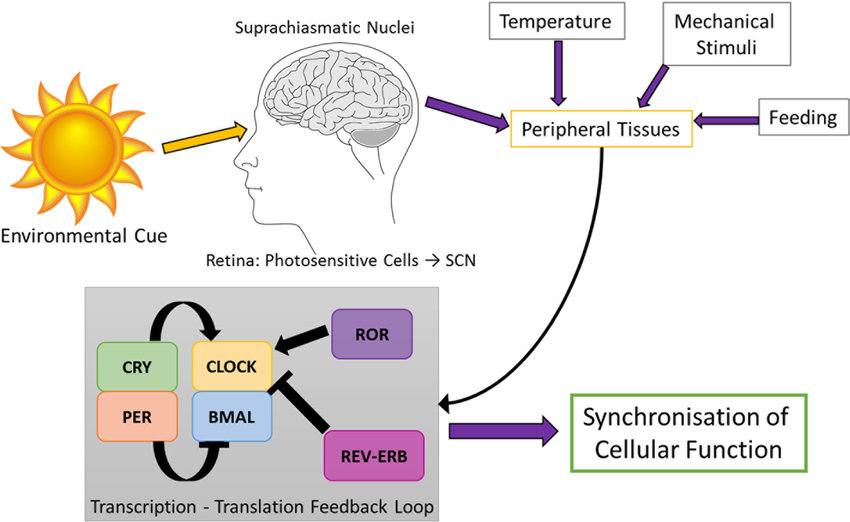 Suprachiasmatic Nuclei
Temperature
Mechanical
Stimuli
Peripheral Tissues
Feeding
Environmental Cue
Retina: Photosensitive Cells → SCN
ROR
CRY
CLOCK
PER
BMAL
REV-ERB
Transcription - Translation Feedback Loop
Synchronisation of
Cellular Function